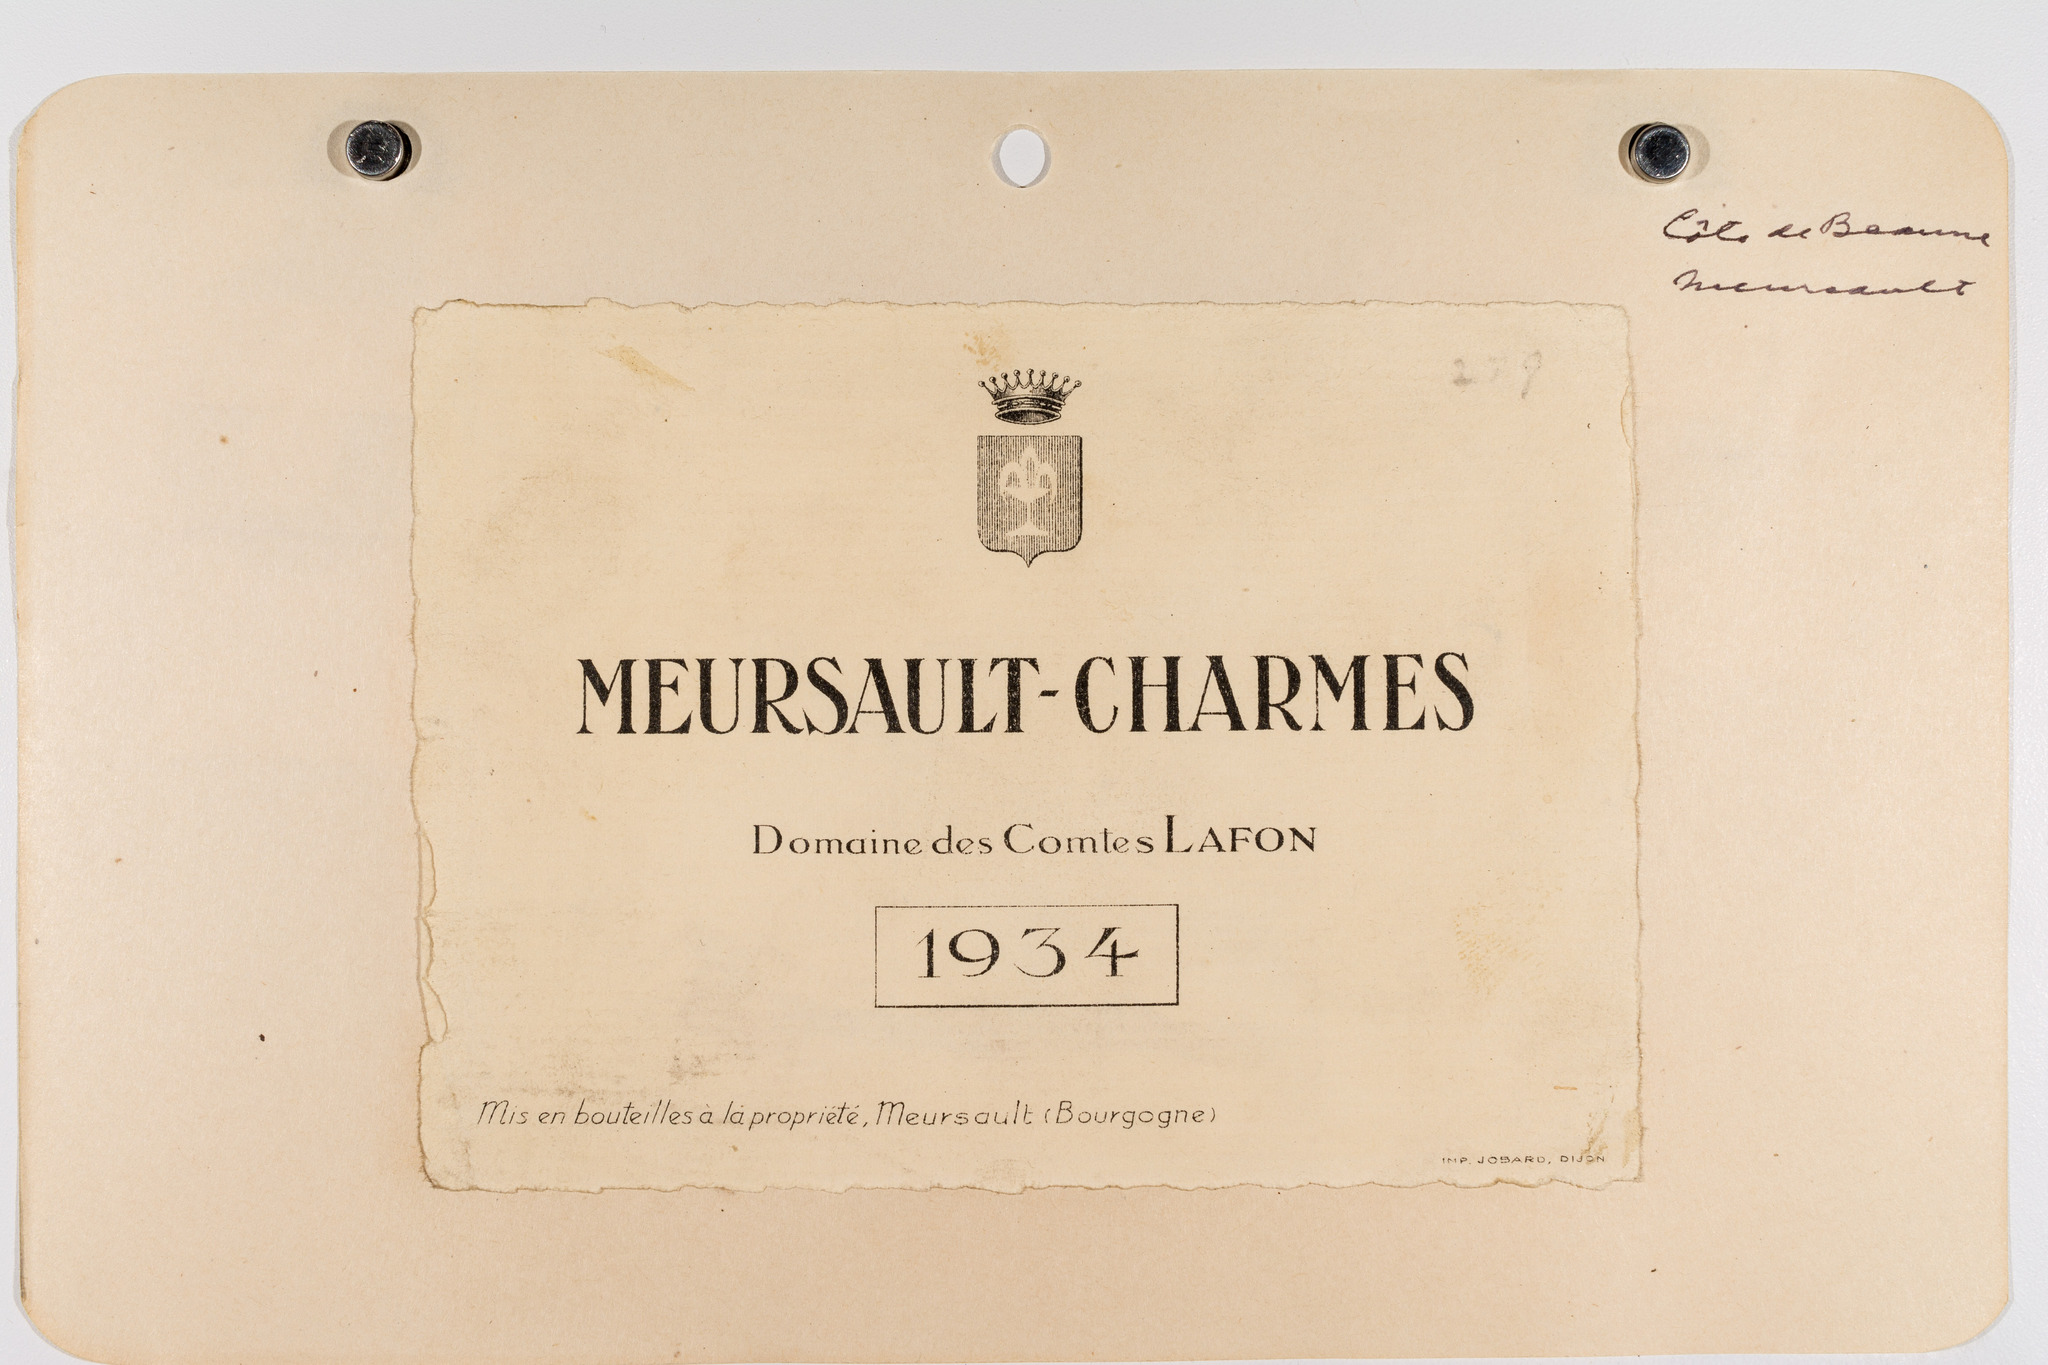 Côte de Beaune
Meursault
279
MEURSAULT-CHARMES
Domaine des Comtes LAFON
1934
Mis en bouteilles à la propriété, Meursault (Bourgogne)
IMP. JOBARD, DIJON